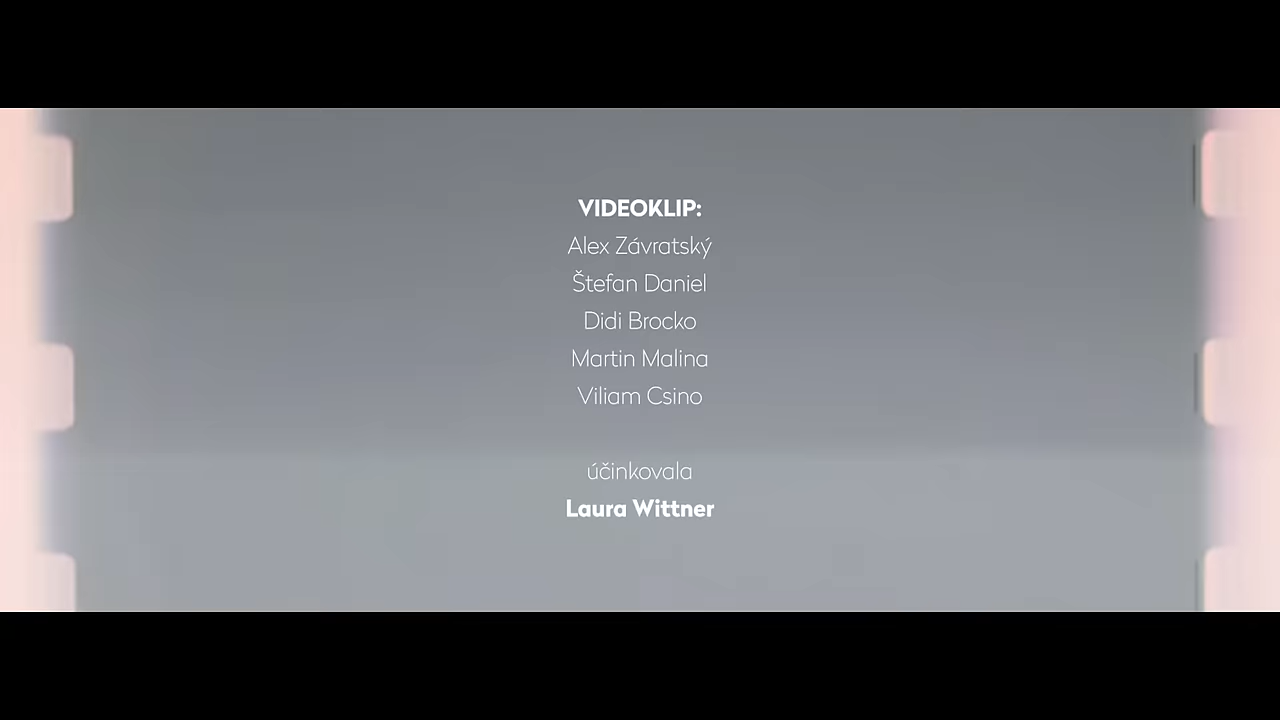 VIDEOKLIP:
Alex Závratský
Štefan Daniel
Didi Brocko
Martin Malina
Viliam Csino
účinkovala
Laura Wittner